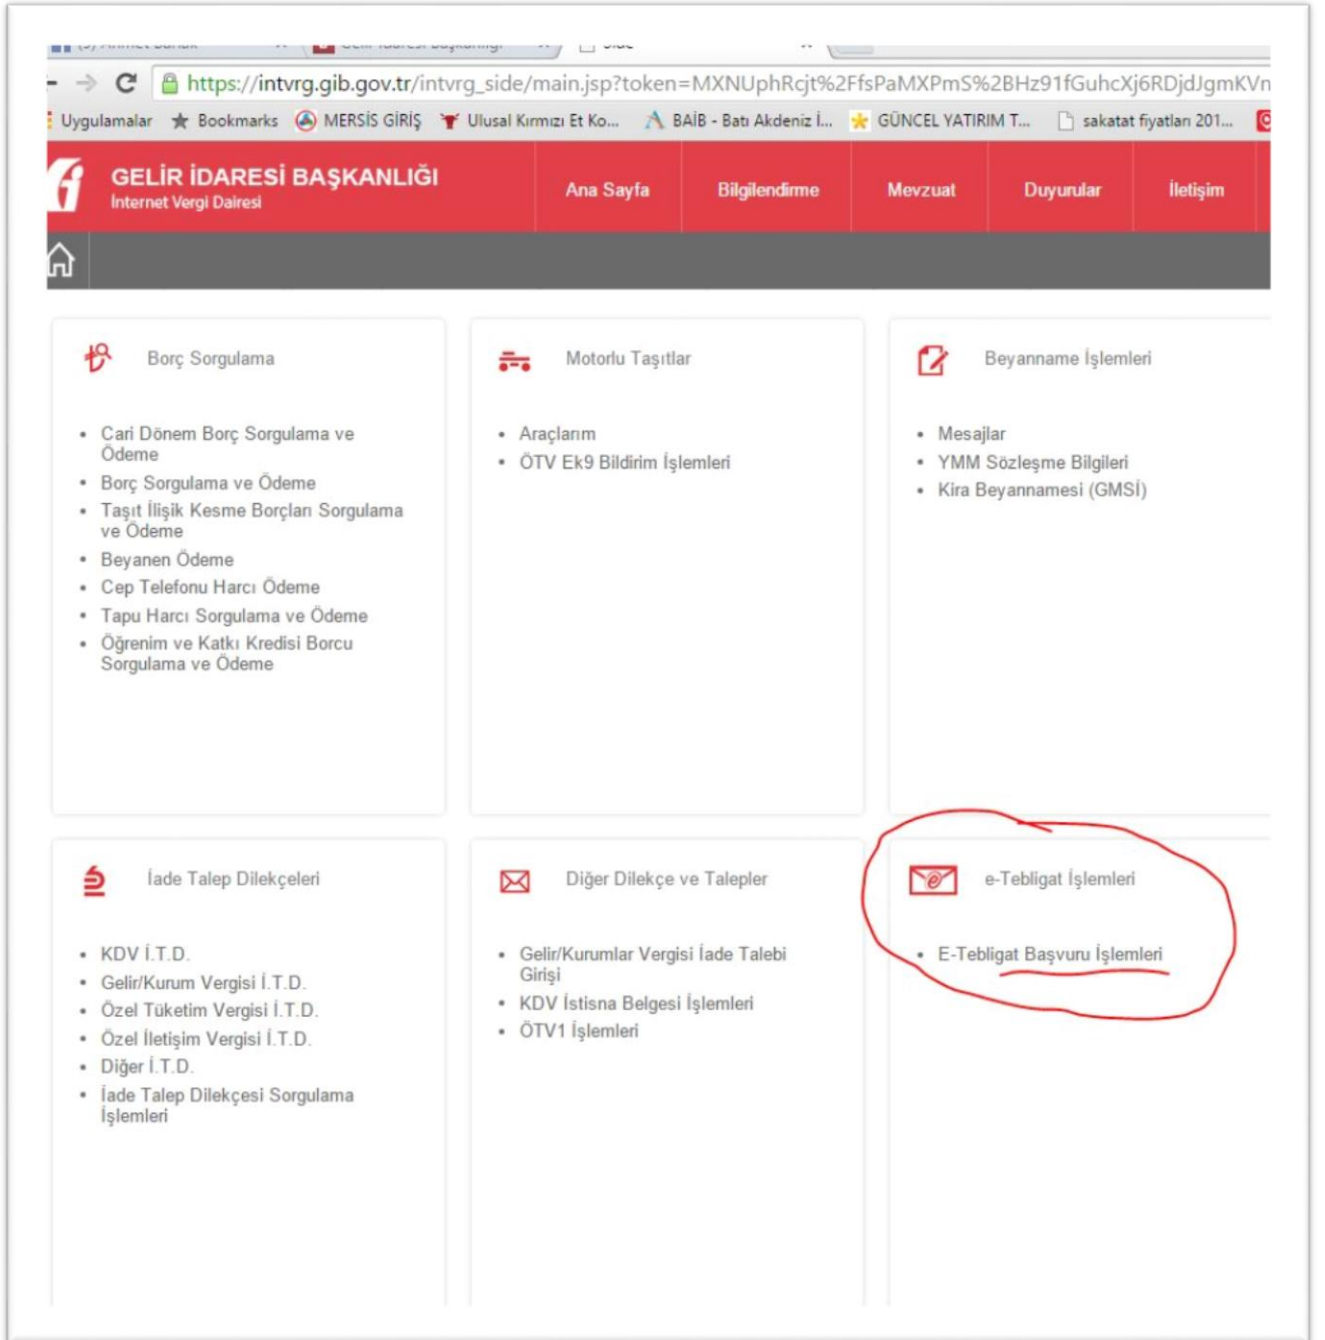 https://intvrg.gib.gov.tr/intvrg_side/main.jsp?token=MXNUphRcjt%2FfsPaMXPmS%2BHz91fGuhcXj6RDjdJgmKVn
Uygulamalar Bookmarks MERSİS GİRİŞ Ulusal Kırmızı Et Ko... BAİB - Batı Akdeniz İ... GÜNCEL YATIRIM T... sakatat fiyatları 201...
GELİR İDARESİ BAŞKANLIĞI
İnternet Vergi Dairesi
Ana Sayfa Bilgilendirme Mevzuat Duyurular İletişim
Borç Sorgulama
• Cari Dönem Borç Sorgulama ve
Ödeme
• Borç Sorgulama ve Ödeme
• Taşıt İlişik Kesme Borçları Sorgulama
ve Ödeme
• Beyanen Ödeme
• Cep Telefonu Harcı Ödeme
• Tapu Harcı Sorgulama ve Ödeme
• Öğrenim ve Katkı Kredisi Borcu
Sorgulama ve Ödeme
Motorlu Taşıtlar
• Araçlarım
• ÖTV Ek9 Bildirim İşlemleri
Beyanname İşlemleri
• Mesajlar
• YMM Sözleşme Bilgileri
• Kira Beyannamesi (GMSİ)
İade Talep Dilekçeleri
• KDV İ.T.D.
• Gelir/Kurum Vergisi İ.T.D.
• Özel Tüketim Vergisi İ.T.D.
• Özel İletişim Vergisi İ.T.D.
• Diğer İ.T.D.
• İade Talep Dilekçesi Sorgulama
İşlemleri
Diğer Dilekçe ve Talepler
• Gelir/Kurumlar Vergisi İade Talebi
Girişi
• KDV İstisna Belgesi İşlemleri
• ÖTV1 İşlemleri
e-Tebligat İşlemleri
• E-Tebligat Başvuru İşlemleri